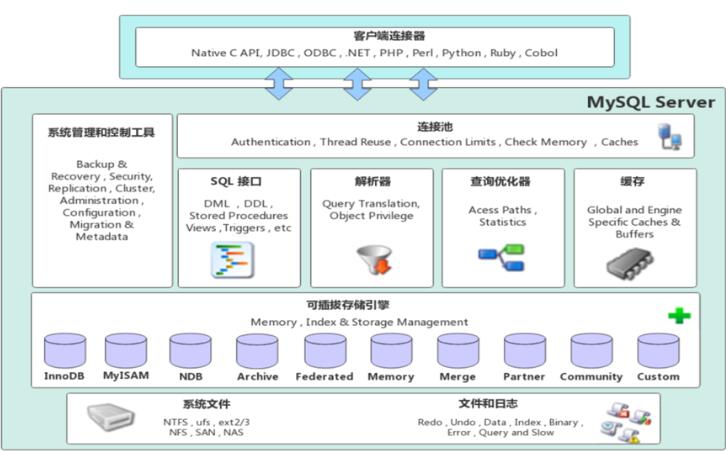 客户端连接器
Native C API, JDBC , ODBC , .NET , PHP , Perl , Python , Ruby , Cobol
MySQL Server
系统管理和控制工具
Backup &
Recovery , Security,
Replication , Cluster,
Administration ,
Configuration ,
Migration &
Metadata
连接池
Authentication , Thread Reuse , Connection Limits , Check Memory , Caches
SQL 接口
DML , DDL ,
Stored Procedures
Views ,Triggers , etc
解析器
Query Translation,
Object Privilege
查询优化器
Acess Paths ,
Statistics
缓存
Global and Engine
Specific Caches &
Buffers
可插拔存储引擎
Memory , Index & Storage Management
InnoDB
MyISAM
NDB
Archive
Federated
Memory
Merge
Partner
Community
Custom
系统文件
NTFS , ufs , ext2/3
NFS , SAN , NAS
文件和日志
Redo , Undo , Data , Index , Binary ,
Error , Query and Slow